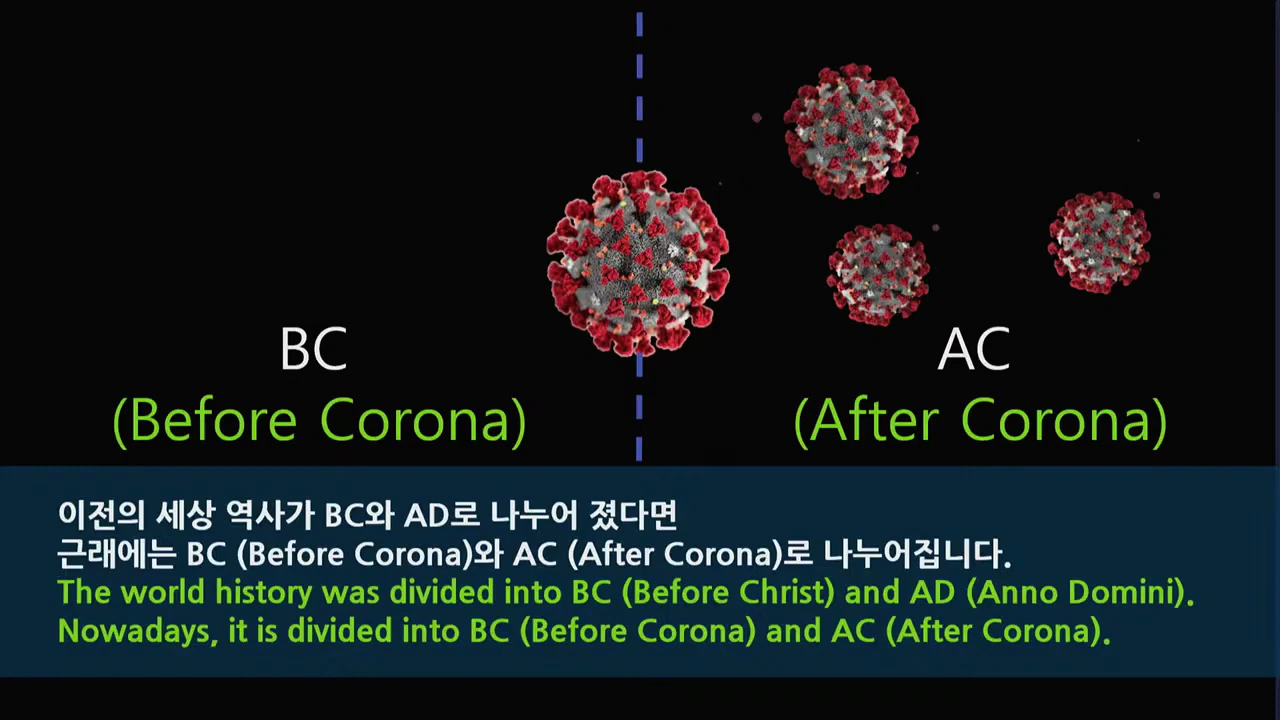 BC
(Before Corona)
AC
(After Corona)
이전의 세상 역사가 BC와 AD로 나누어 졌다면
근래에는 BC (Before Corona)와 AC (After Corona)로 나누어집니다.
The world history was divided into BC (Before Christ) and AD (Anno Domini).
Nowadays, it is divided into BC (Before Corona) and AC (After Corona).